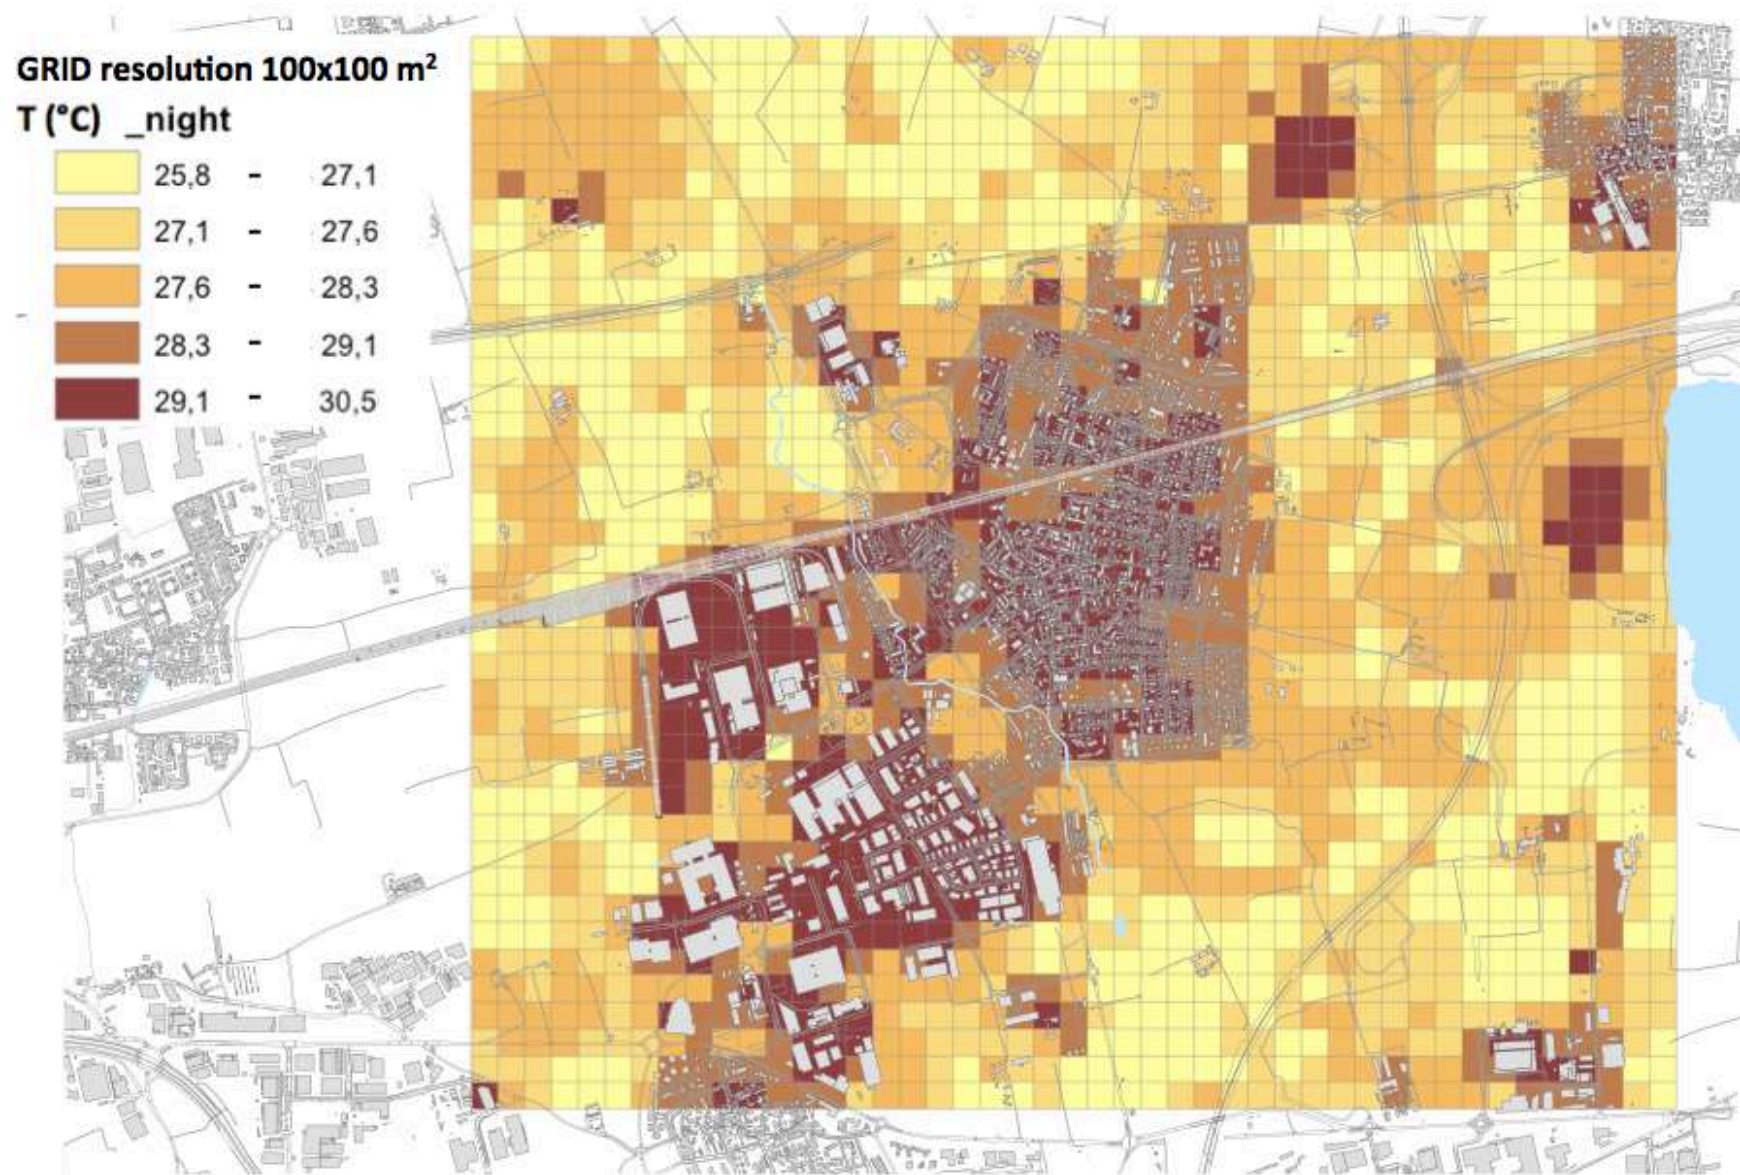 GRID resolution 100x100 m²
T (°C) _night
25,8 - 27,1
27,1 - 27,6
27,6 - 28,3
28,3 - 29,1
29,1 - 30,5